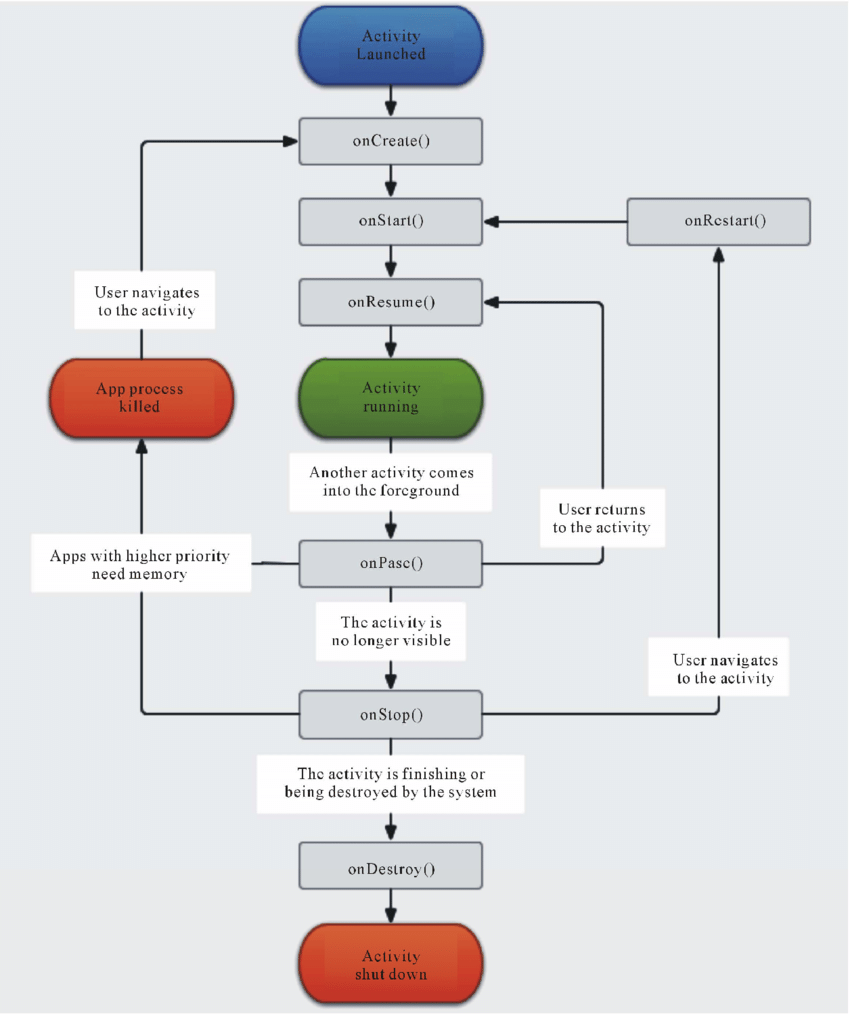 Activity
Launched
onCreate()
onStart()
onRestart()
User navigates
to the activity
onResume()
App process
killed
Activity
running
Another activity comes
into the foreground
User returns
to the activity
Apps with higher priority
need memory
onPase()
The activity is
no longer visible
User navigates
to the activity
onStop()
The activity is finishing or
being destroyed by the system
onDestroy()
Activity
shut down